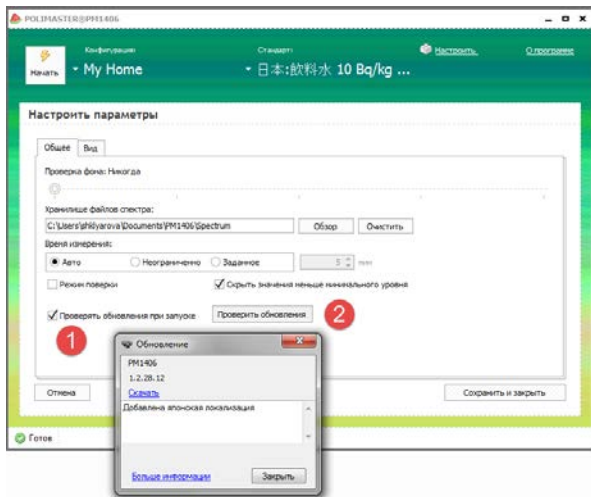 POLIMASTER@PM1406
Конфигурация:
Стандарт:
Начать
My Home
日本:飲料水 10 Bq/kg ...
Настроить.
О программе
Настроить параметры
Общее
Вид
Проверка фона: Никогда
Хранилище файлов спектра:
C:\Users\shklyarova\Documents\PM1406\Spectrum
Обзор
Очистить
Время измерения:
Авто
Неограниченно
Заданное
5
mm
Режим поверки
Скрыть значения меньше минимального уровня
Проверять обновления при запуске
Проверить обновления
1
2
Обновление
PM1406
1.2.28.12
Скачать
Добавлена японская локализация
Больше информации
Закрыть
Отмена
Сохранить и закрыть
Готов